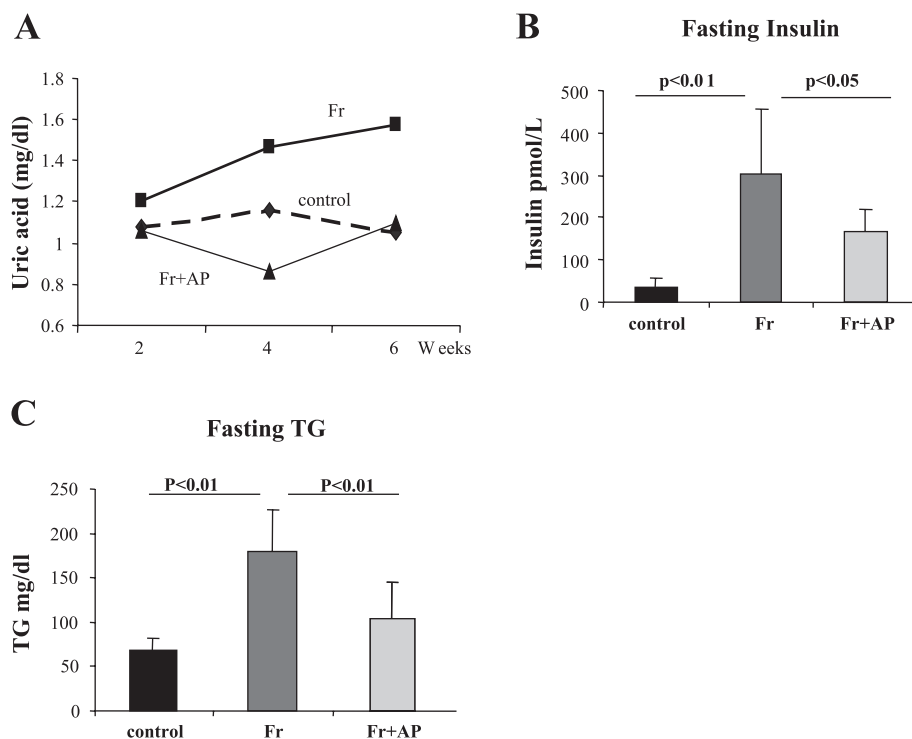 A
Uric acid (mg/dl)
1.8
1.6
1.4
1.2
1
0.8
0.6
Fr
control
Fr+AP
2 4 6 Weeks
B
Fasting Insulin
p<0.01 p<0.05
Insulin pmol/L
500
400
300
200
100
0
control Fr Fr+AP
C
Fasting TG
P<0.01 P<0.01
TG mg/dl
250
200
150
100
50
0
control Fr Fr+AP